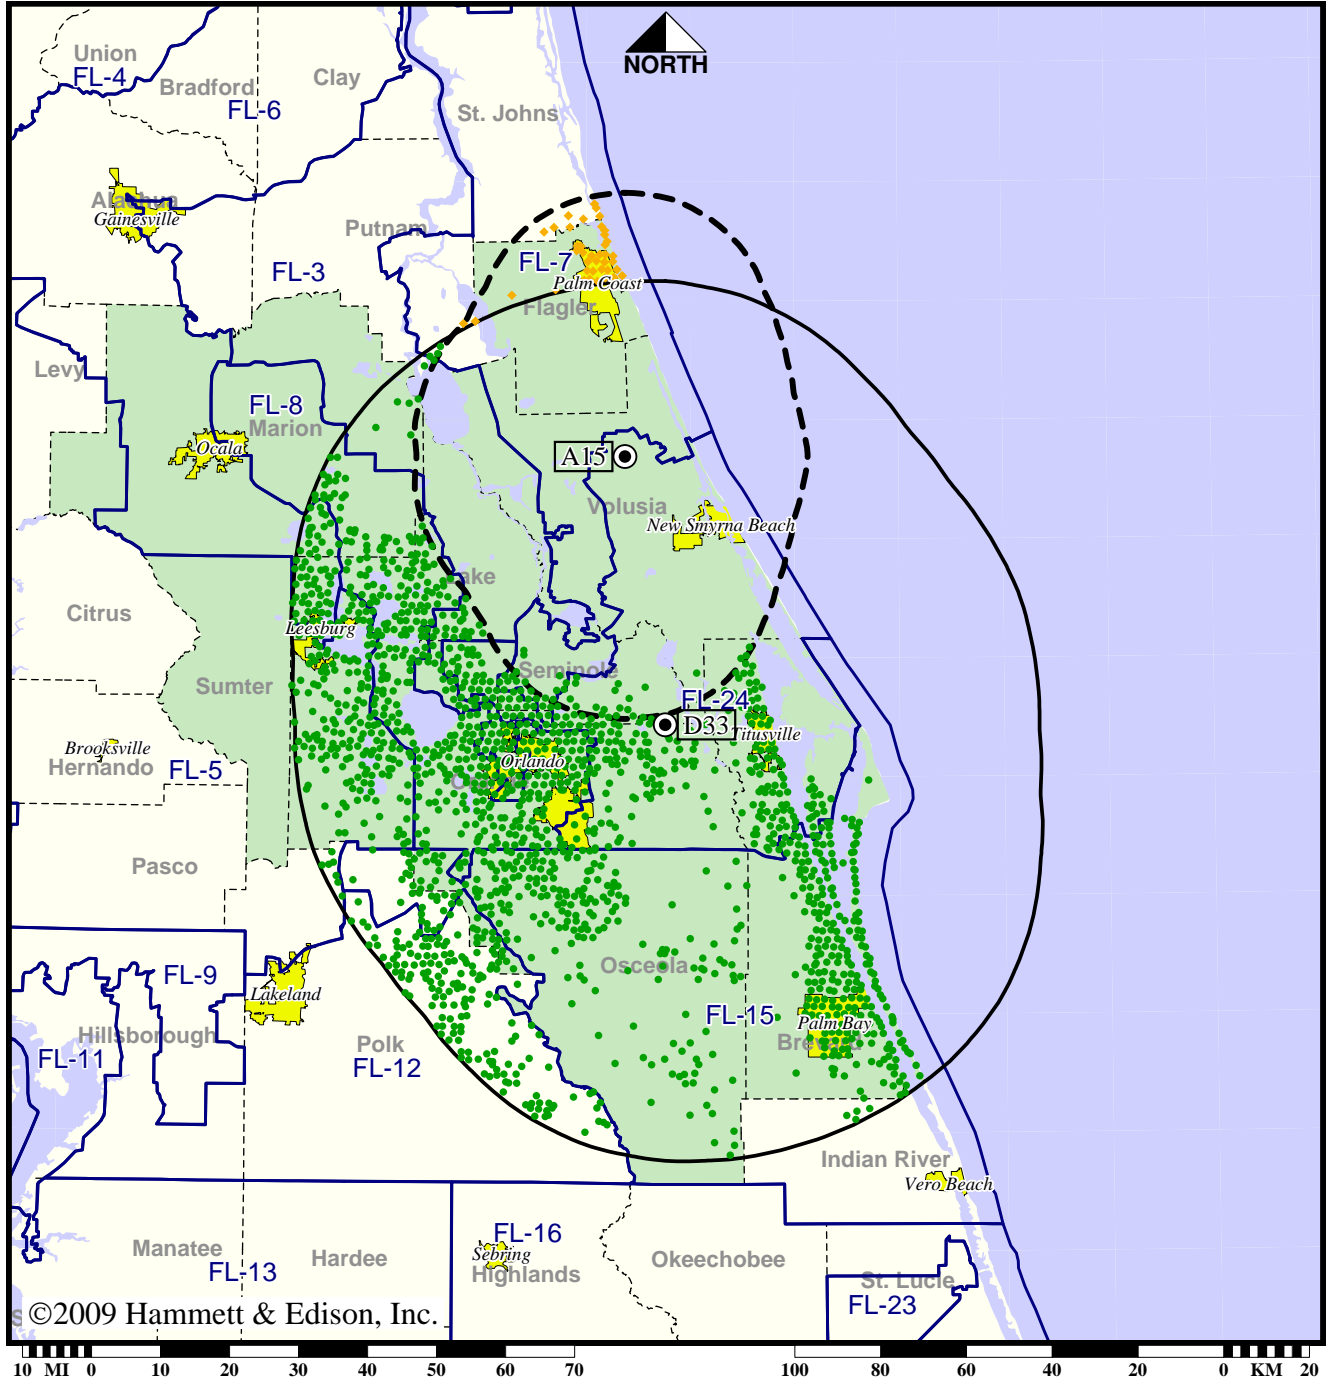 NORTH
Union
FL-4
Bradford
Clay
FL-6
St. Johns
Alachua
Gainesville
Putnam
FL-3
FL-7
Palm Coast
Flagler
Levy
FL-8
Marion
Ocala
A15
Volusia
New Smyrna Beach
Lake
Citrus
Leesburg
Seminole
Sumter
FL-24
D33
Titusville
Brooksville
Hernando
FL-5
Orlando
Pasco
Osceola
FL-9
Lakeland
FL-15
Palm Bay
Hillsborough
Polk
Brevard
FL-11
FL-12
Indian River
Vero Beach
Manatee
FL-13
Hardee
FL-16
Sebring
Highlands
Okeechobee
St. Lucie
FL-23
©2009 Hammett & Edison, Inc.
10 MI 0 10 20 30 40 50 60 70 100 80 60 40 20 0 KM 20